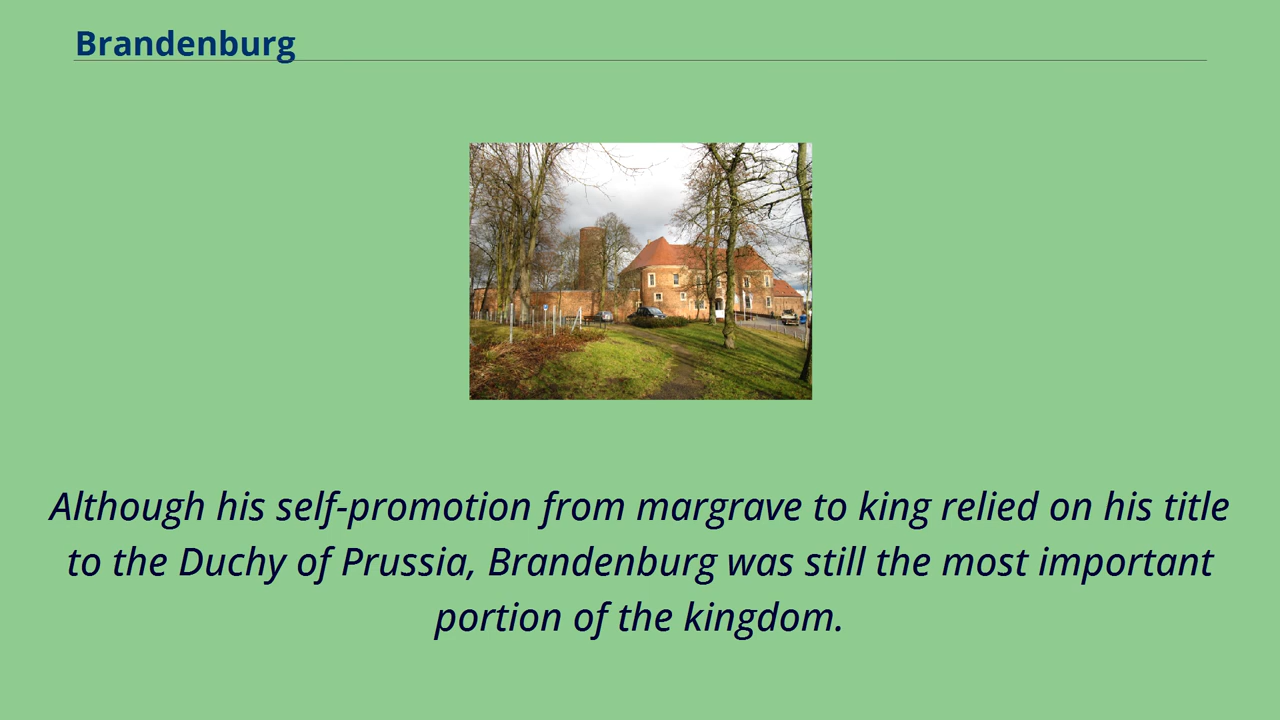 Brandenburg
Although his self-promotion from margrave to king relied on his title
to the Duchy of Prussia, Brandenburg was still the most important
portion of the kingdom.